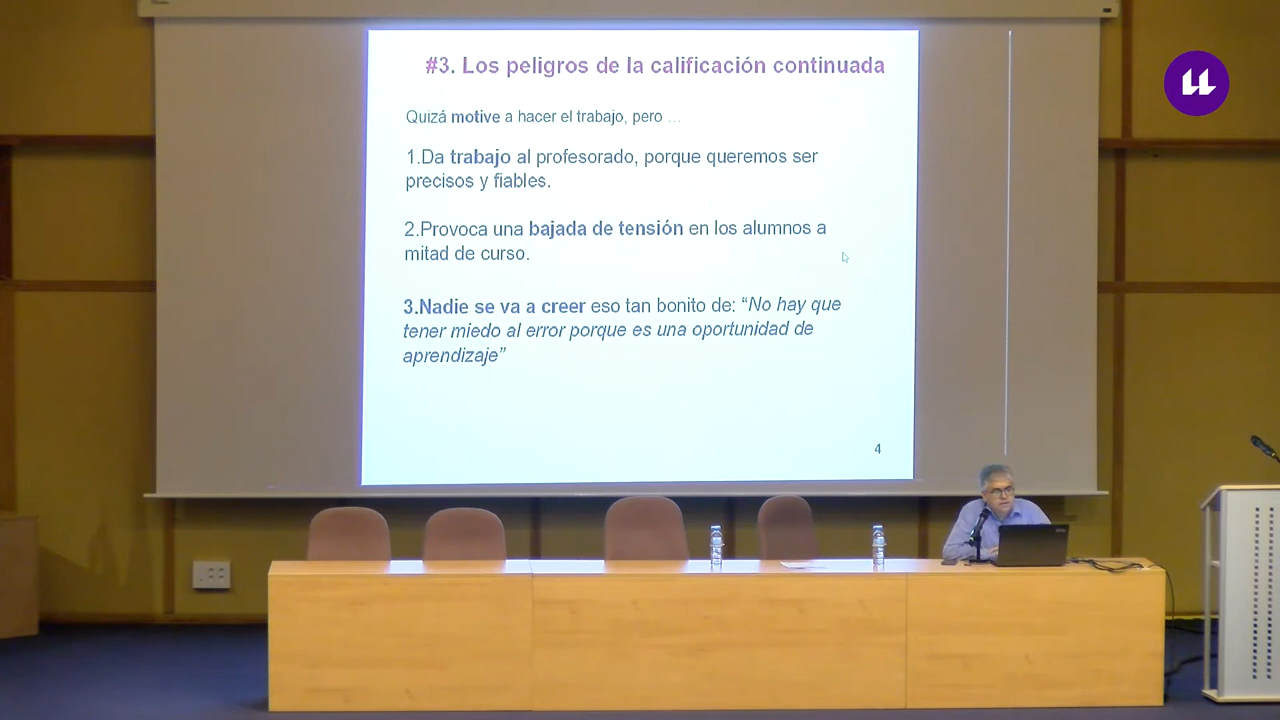 #3. Los peligros de la calificación continuada
Quizá motive a hacer el trabajo, pero ...
1.Da trabajo al profesorado, porque queremos ser
precisos y fiables.
2.Provoca una bajada de tensión en los alumnos a
mitad de curso.
3.Nadie se va a creer eso tan bonito de: “No hay que
tener miedo al error porque es una oportunidad de
aprendizaje”
4